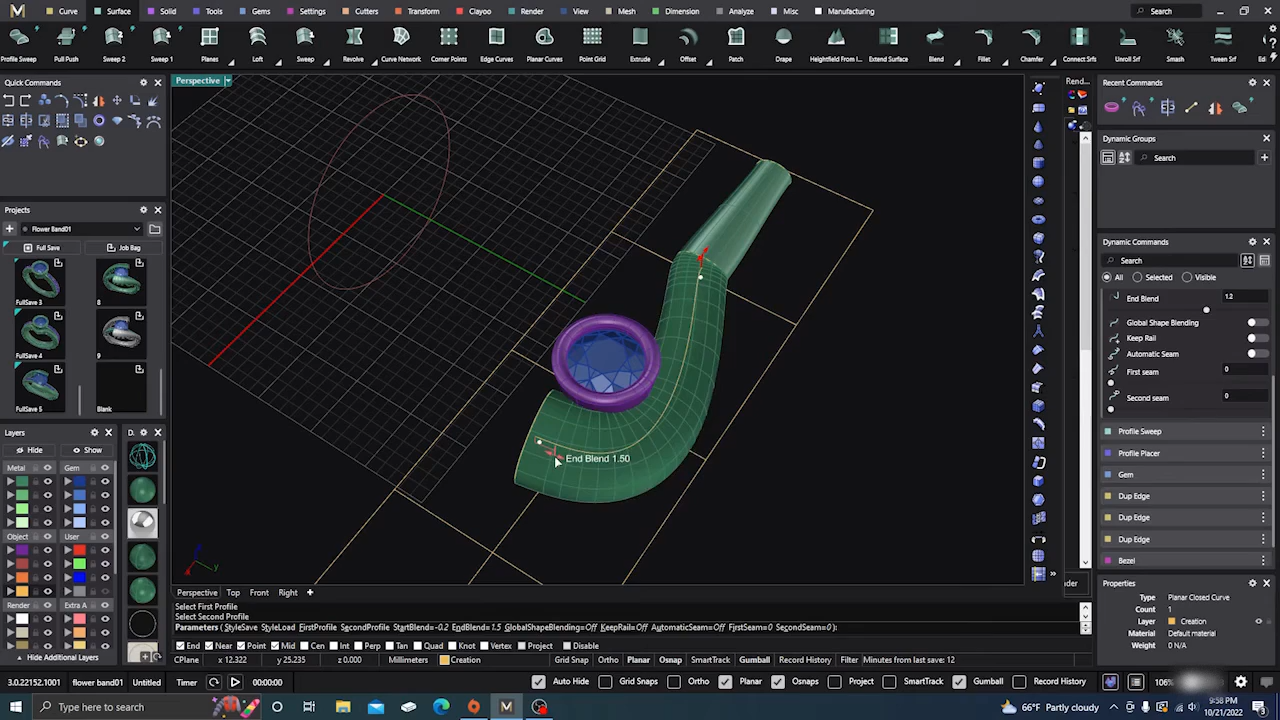 Curve Surface Solid Tools Gems Settings Cutters Transform Clayoo Render View Mesh Dimension Analyze Misc Manufacturing Search
Profile Sweep Pull Push Sweep 2 Sweep 1 Planes Loft Sweep Revolve Curve Network Corner Points Edge Curves Planar Curves Point Grid Extrude Offset Patch Drape Heightfield from I... Extend Surface Blend Fillet Chamfer Connect Srfs Unroll Srf Smash Tween Srf
Quick Commands
Perspective
Rend...
Recent Commands
Dynamic Groups
Search
Projects
Flower Band01
Full Save Job Bag
FullSave 3 8
FullSave 4 9
FullSave 5 Blank
Dynamic Commands
Search
All Selected Visible
End Blend 1.2
Global Shape Blending
Keep Rail:
Automatic Seam:
First seam 0
Second seam: 0
Profile Sweep
Profile Placer
Gem
Dup Edge
Dup Edge
Dup Edge
Bezel
Properties
Type Planar Closed Curve
Count 1
Layer Creation
Material Default material
Weight 0 N/A
Layers D.
Hide Show
Metal Gem
Object User
Render Extra A
Hide Additional Layers
End Blend 1.50
y
Perspective Top Front Right
Select First Profile
Select Second Profile
Parameters ( StyleSave StyleLoad FirstProfile SecondProfile StartBlend=-0.2 EndBlend=1.5 GlobalShapeBlending=Off KeepRail=Off AutomaticSeam=Off FirstSeam=0 SecondSeam=0 ):
End Near Point Mid Cen Int Perp Tan Quad Knot Vertex Project Disable
CPlane x 12.322 y 25.235 z 0.000 Millimeters Creation Grid Snap Ortho Planar Osnap SmartTrack Gumball Record History Filter Minutes from last save: 12
3.0.22152.1001 flower band01 Untitled Timer 00:00:00 Auto Hide Grid Snaps Ortho Planar Osnaps Project SmartTrack Gumball Record History 106%
Type here to search
66°F Partly cloudy
9:58 PM
10/21/2022